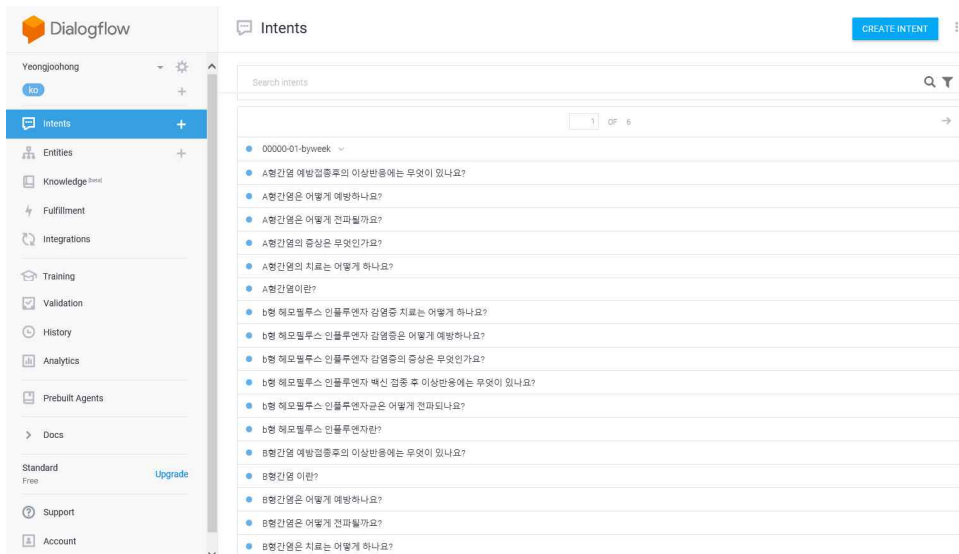 Dialogflow
Intents
CREATE INTENT
Yeongjoohong
ko
Search intents
Intents
1 OF 6
Entities
00000-01-byweek
Knowledge [beta]
A형간염 예방접종후의 이상반응에는 무엇이 있나요?
A형간염은 어떻게 예방하나요?
Fulfillment
A형간염은 어떻게 전파될까요?
Integrations
A형간염의 증상은 무엇인가요?
A형간염의 치료는 어떻게 하나요?
Training
A형간염이란?
Validation
b형 헤모필루스 인플루엔자 감염증 치료는 어떻게 하나요?
History
b형 헤모필루스 인플루엔자 감염증은 어떻게 예방하나요?
Analytics
b형 헤모필루스 인플루엔자 감염증의 증상은 무엇인가요?
b형 헤모필루스 인플루엔자 백신 접종 후 이상반응에는 무엇이 있나요?
Prebuilt Agents
b형 헤모필루스 인플루엔자균은 어떻게 전파되나요?
b형 헤모필루스 인플루엔자란?
Docs
B형간염 예방접종후의 이상반응에는 무엇이 있나요?
Standard
Free
Upgrade
B형간염 이란?
B형간염은 어떻게 예방하나요?
Support
B형간염은 어떻게 전파될까요?
Account
B형간염은 치료는 어떻게 하나요?